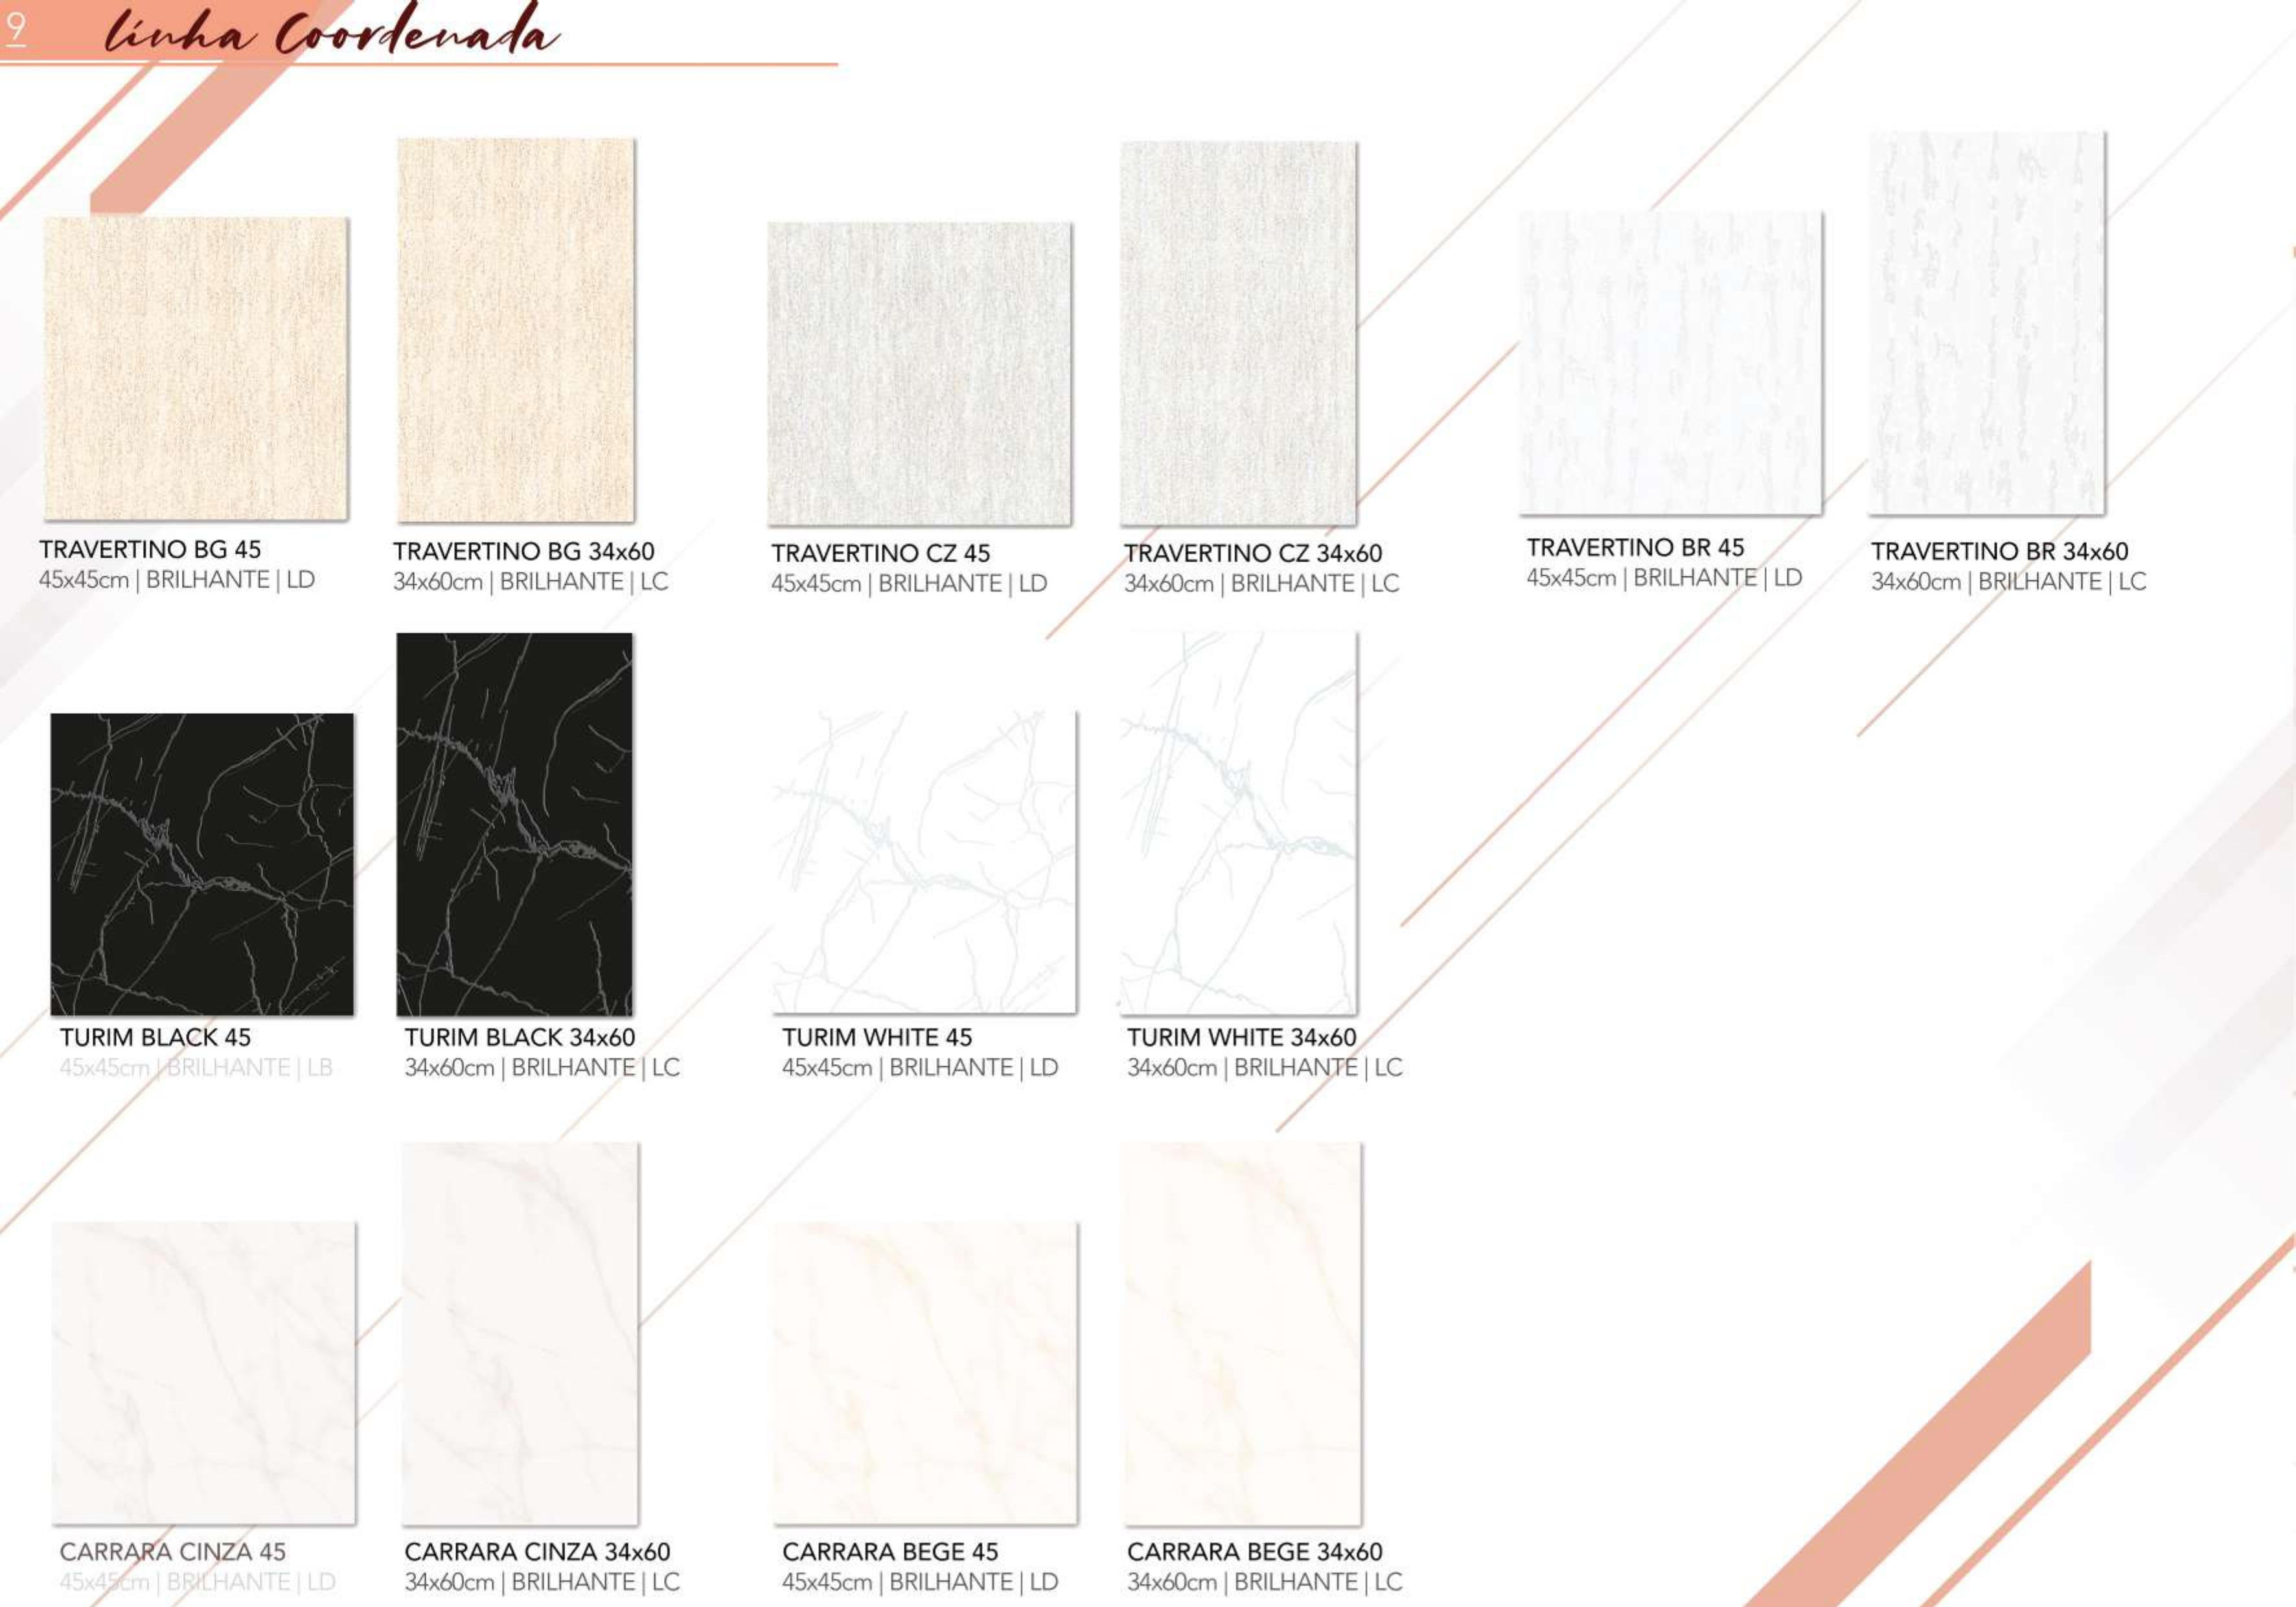 9
linha Coordenada
TRAVERTINO BG 45
45x45cm | BRILHANTE | LD
TRAVERTINO BG 34x60
34x60cm | BRILHANTE | LC
TRAVERTINO CZ 45
45x45cm | BRILHANTE | LD
TRAVERTINO CZ 34x60
34x60cm | BRILHANTE | LC
TRAVERTINO BR 45
45x45cm | BRILHANTE | LD
TRAVERTINO BR 34x60
34x60cm | BRILHANTE | LC
TURIM BLACK 45
45x45cm | BRILHANTE | LB
TURIM BLACK 34x60
34x60cm | BRILHANTE | LC
TURIM WHITE 45
45x45cm | BRILHANTE | LD
TURIM WHITE 34x60
34x60cm | BRILHANTE | LC
CARRARA CINZA 45
45x45cm | BRILHANTE | LD
CARRARA CINZA 34x60
34x60cm | BRILHANTE | LC
CARRARA BEGE 45
45x45cm | BRILHANTE | LD
CARRARA BEGE 34x60
34x60cm | BRILHANTE | LC